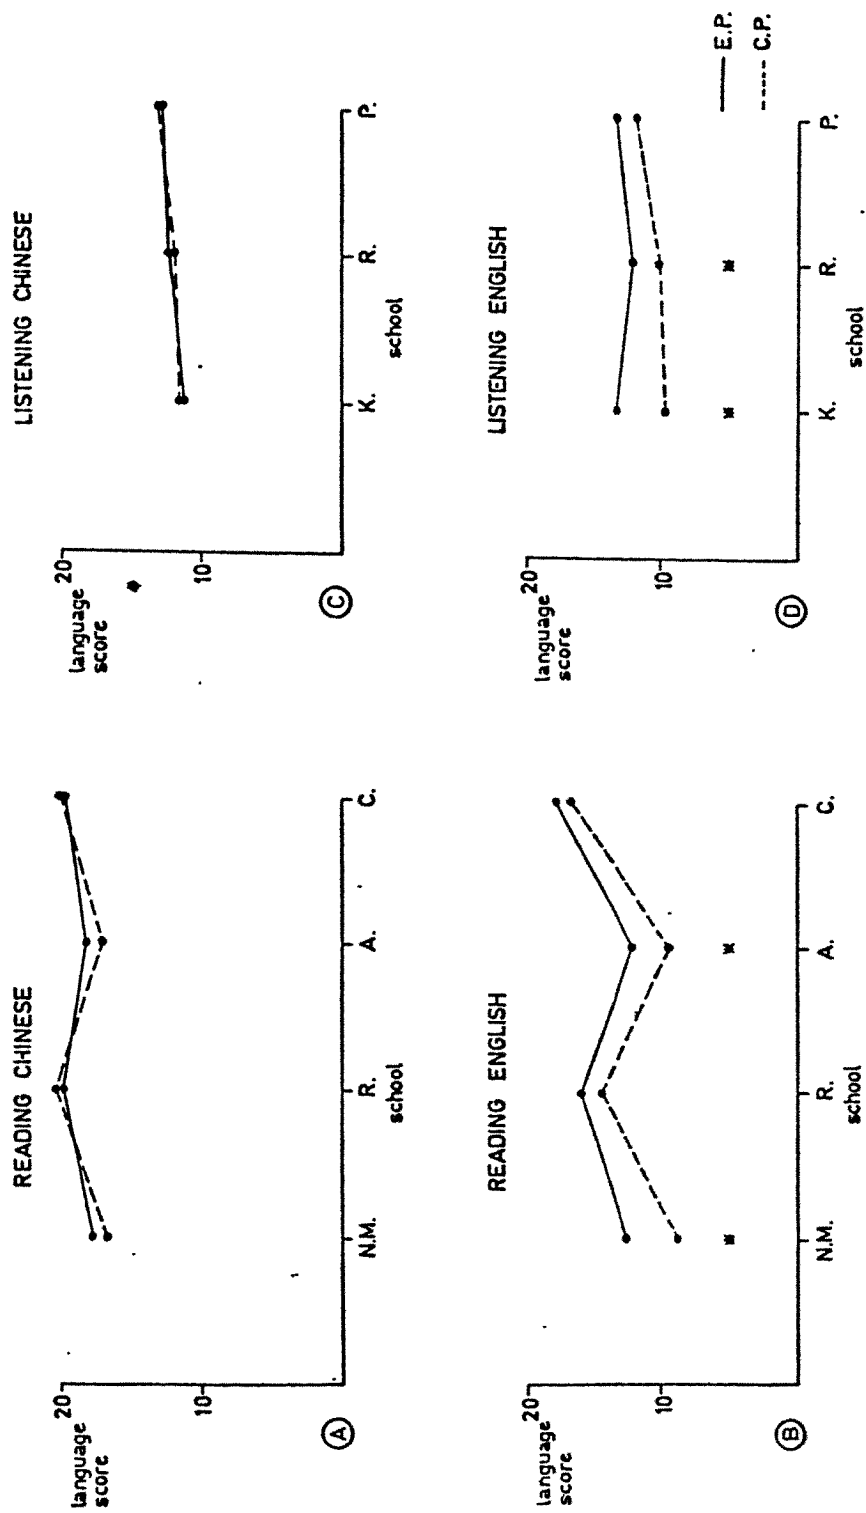 READING CHINESE
20
language
score
10
N.M.
R.
A.
C.
school
A
LISTENING CHINESE
20
language
score
10
K.
R.
P.
school
C
READING ENGLISH
20
language
score
10
*
*
N.M.
R.
A.
C.
school
B
LISTENING ENGLISH
20
language
score
10
*
*
K.
R.
P.
school
D
E.P.
C.P.